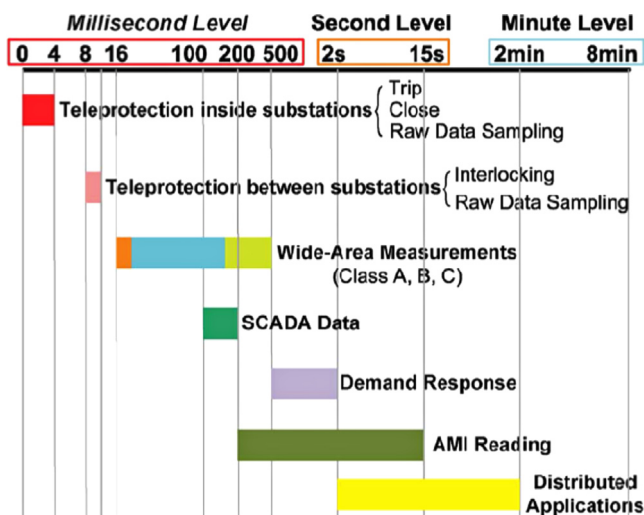 Millisecond Level Second Level Minute Level
0 4 8 16 100 200 500 2s 15s 2min 8min
Trip
Teleprotection inside substations Close
Raw Data Sampling
Interlocking
Teleprotection between substations
Raw Data Sampling
Wide-Area Measurements
(Class A, B, C)
SCADA Data
Demand Response
AMI Reading
Distributed
Applications